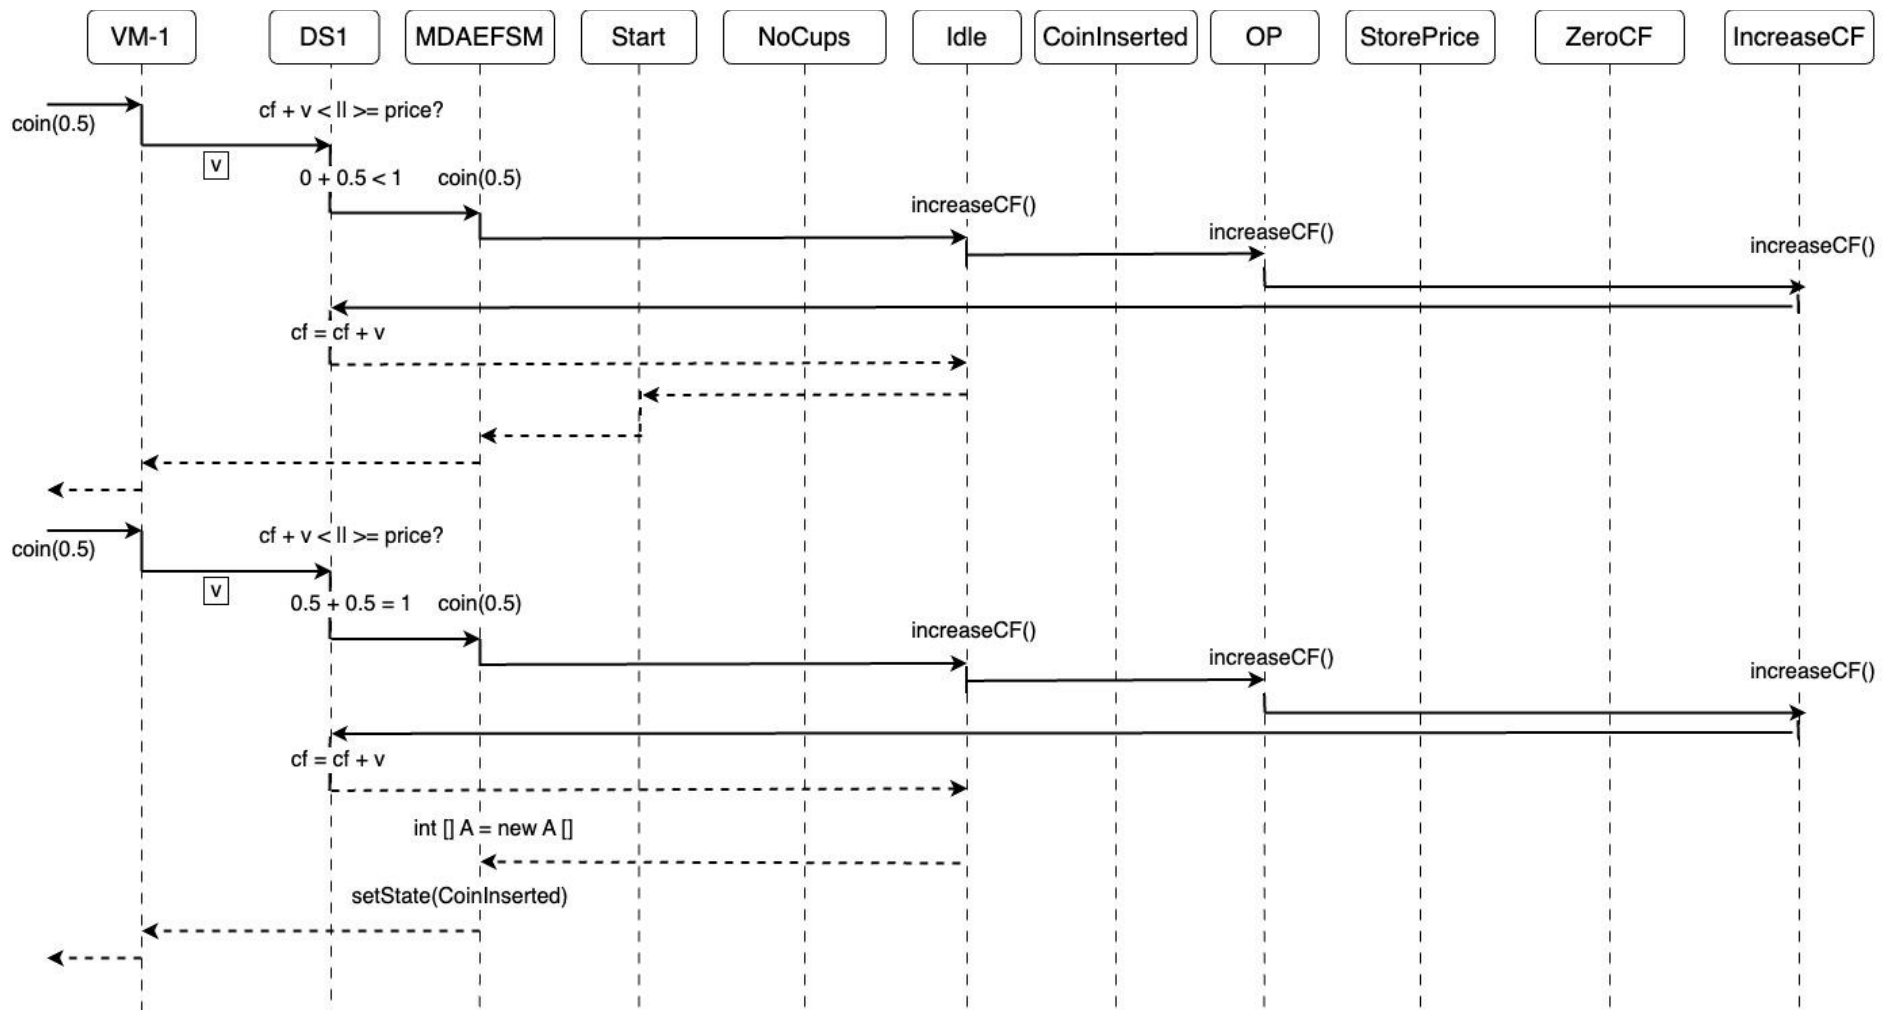 VM-1 DS1 MDAEFSM Start NoCups Idle CoinInserted OP StorePrice ZeroCF IncreaseCF
cf + v < ll >= price?
coin(0.5)
v
0 + 0.5 < 1 coin(0.5)
increaseCF()
increaseCF()
increaseCF()
cf = cf + v
cf + v < ll >= price?
coin(0.5)
v
0.5 + 0.5 = 1 coin(0.5)
increaseCF()
increaseCF()
increaseCF()
cf = cf + v
int [] A = new A []
setState(CoinInserted)